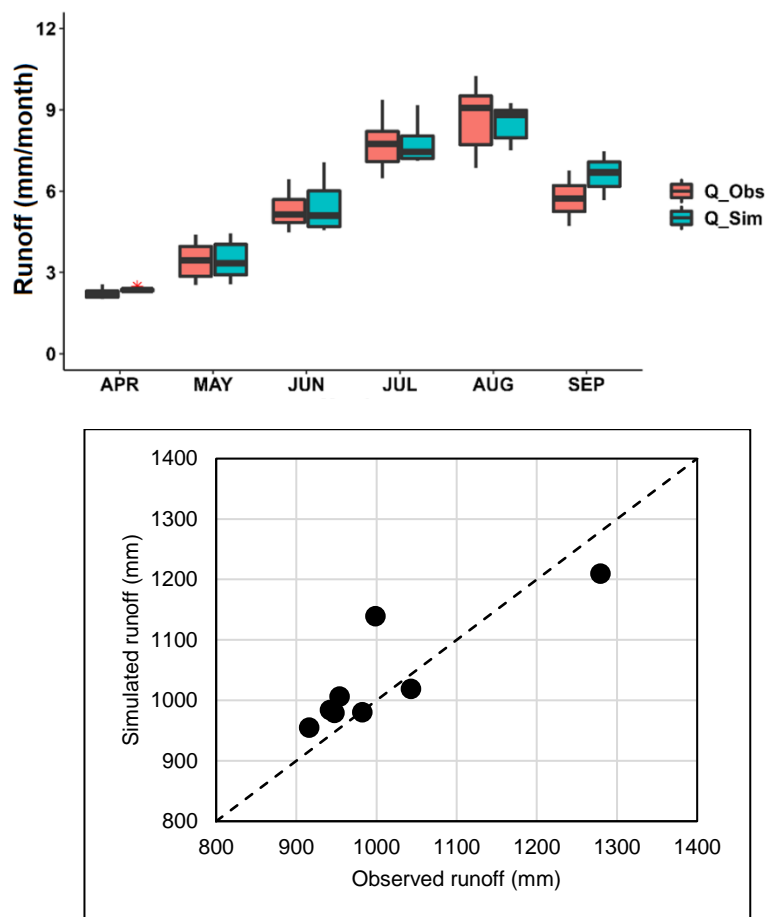 Runoff (mm/month)
12
9
6
3
0
APR MAY JUN JUL AUG SEP
Q_Obs
Q_Sim
Simulated runoff (mm)
1400
1300
1200
1100
1000
900
800
800 900 1000 1100 1200 1300 1400
Observed runoff (mm)